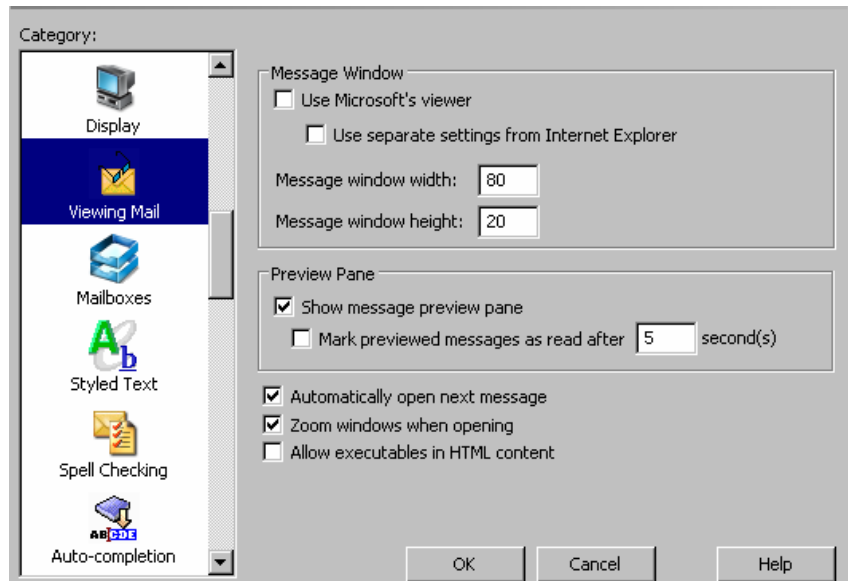 Category:
Display
Viewing Mail
Mailboxes
Styled Text
Spell Checking
ABCDE
Auto-completion
Message Window
Use Microsoft's viewer
Use separate settings from Internet Explorer
Message window width: 80
Message window height: 20
Preview Pane
Show message preview pane
Mark previewed messages as read after 5 second(s)
Automatically open next message
Zoom windows when opening
Allow executables in HTML content
OK Cancel Help